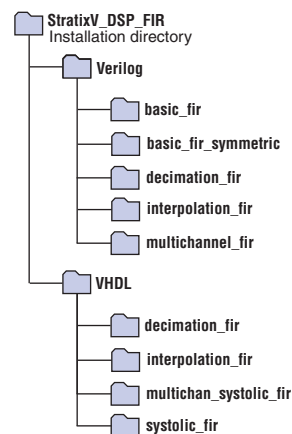 StratixV_DSP_FIR
Installation directory
Verilog
basic_fir
basic_fir_symmetric
decimation_fir
interpolation_fir
multichannel_fir
VHDL
decimation_fir
interpolation_fir
multichan_systolic_fir
systolic_fir